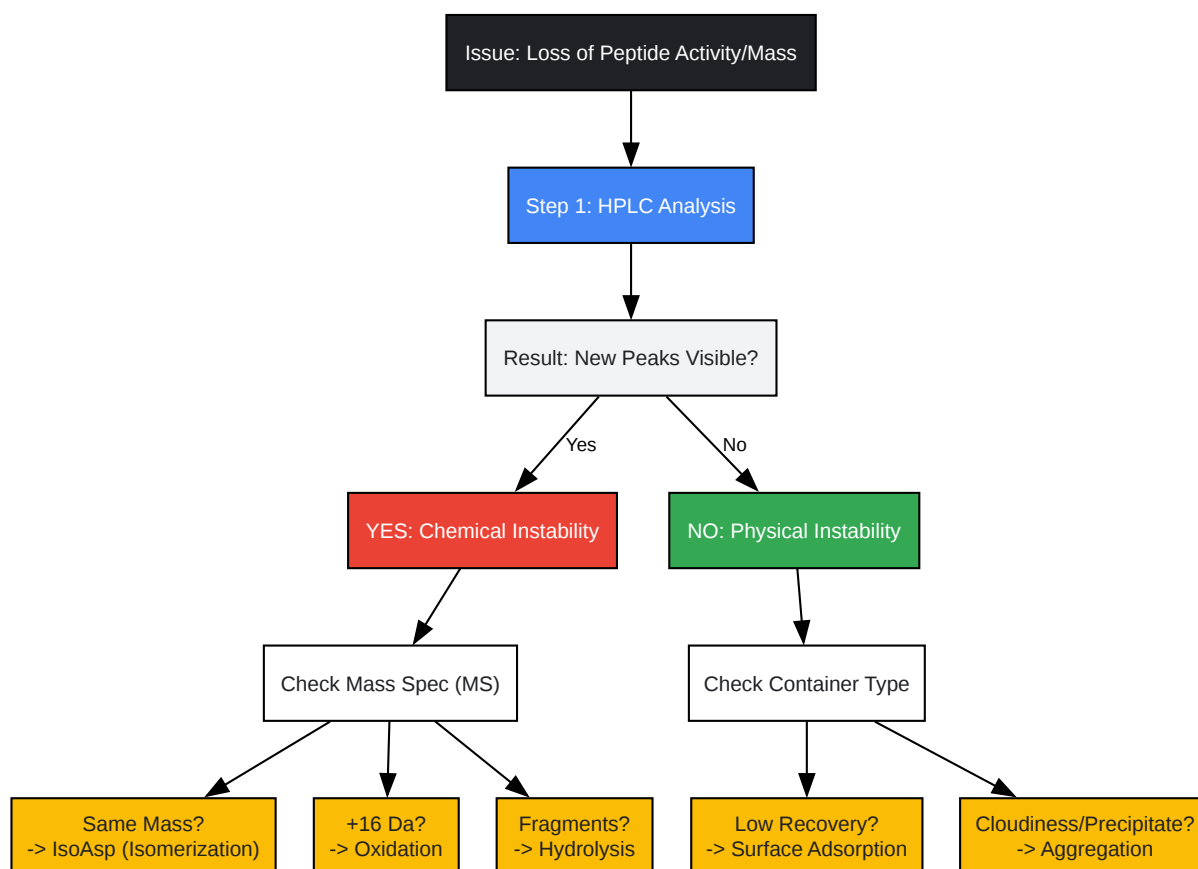 Issue: Loss of Peptide Activity/Mass
Step 1: HPLC Analysis
Result: New Peaks Visible?
Yes
No
YES: Chemical Instability
NO: Physical Instability
Check Mass Spec (MS)
Check Container Type
Same Mass?
-> IsoAsp (Isomerization)
+16 Da?
-> Oxidation
Fragments?
-> Hydrolysis
Low Recovery?
-> Surface Adsorption
Cloudiness/Precipitate?
-> Aggregation